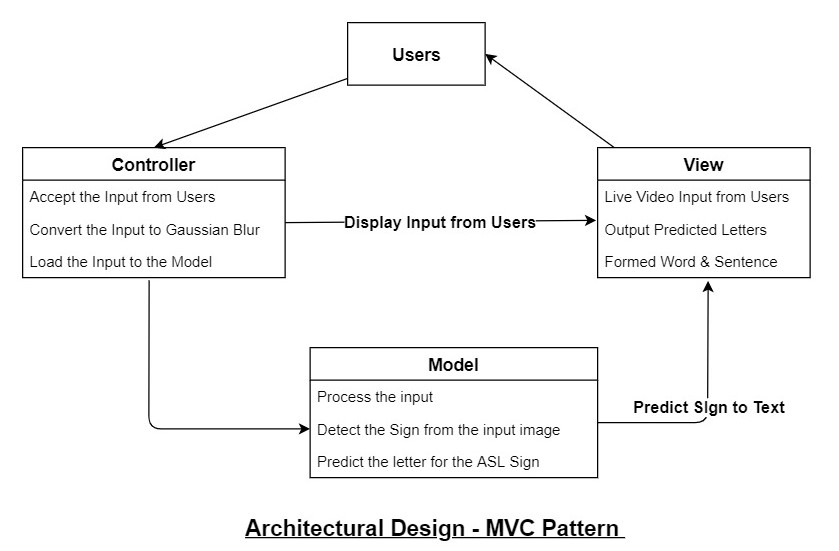 Users
Controller
Accept the Input from Users
Convert the Input to Gaussian Blur
Load the Input to the Model
Display Input from Users
View
Live Video Input from Users
Output Predicted Letters
Formed Word & Sentence
Model
Process the input
Detect the Sign from the input image
Predict the letter for the ASL Sign
Predict SIgn to Text
Architectural Design - MVC Pattern